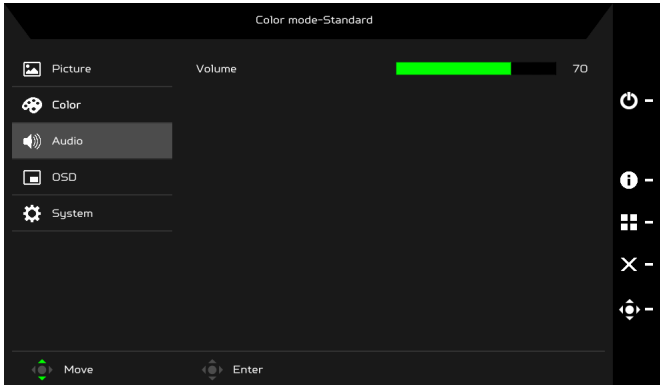 Color mode-Standard
Picture
Volume 70
Color
Audio
OSD
System
Move Enter